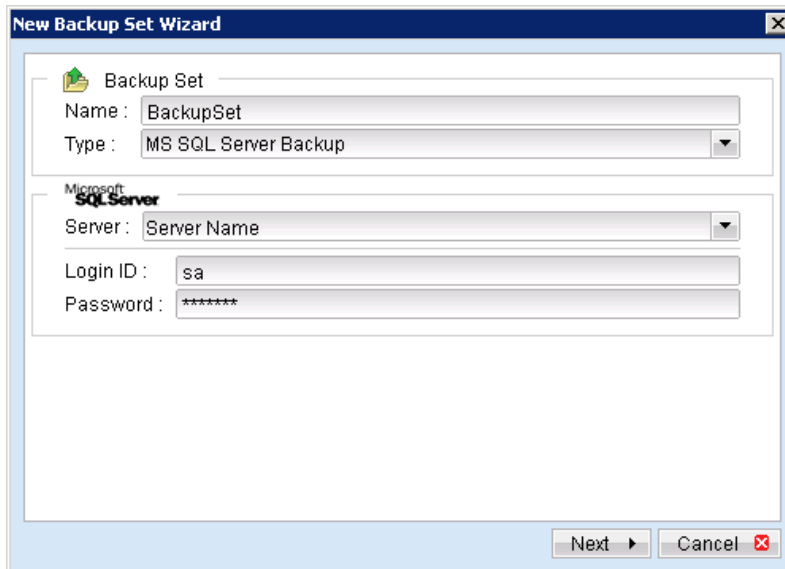 New Backup Set Wizard
Backup Set
Name : BackupSet
Type : MS SQL Server Backup
Microsoft
SQL Server
Server : Server Name
Login ID : sa
Password : *******
Next Cancel